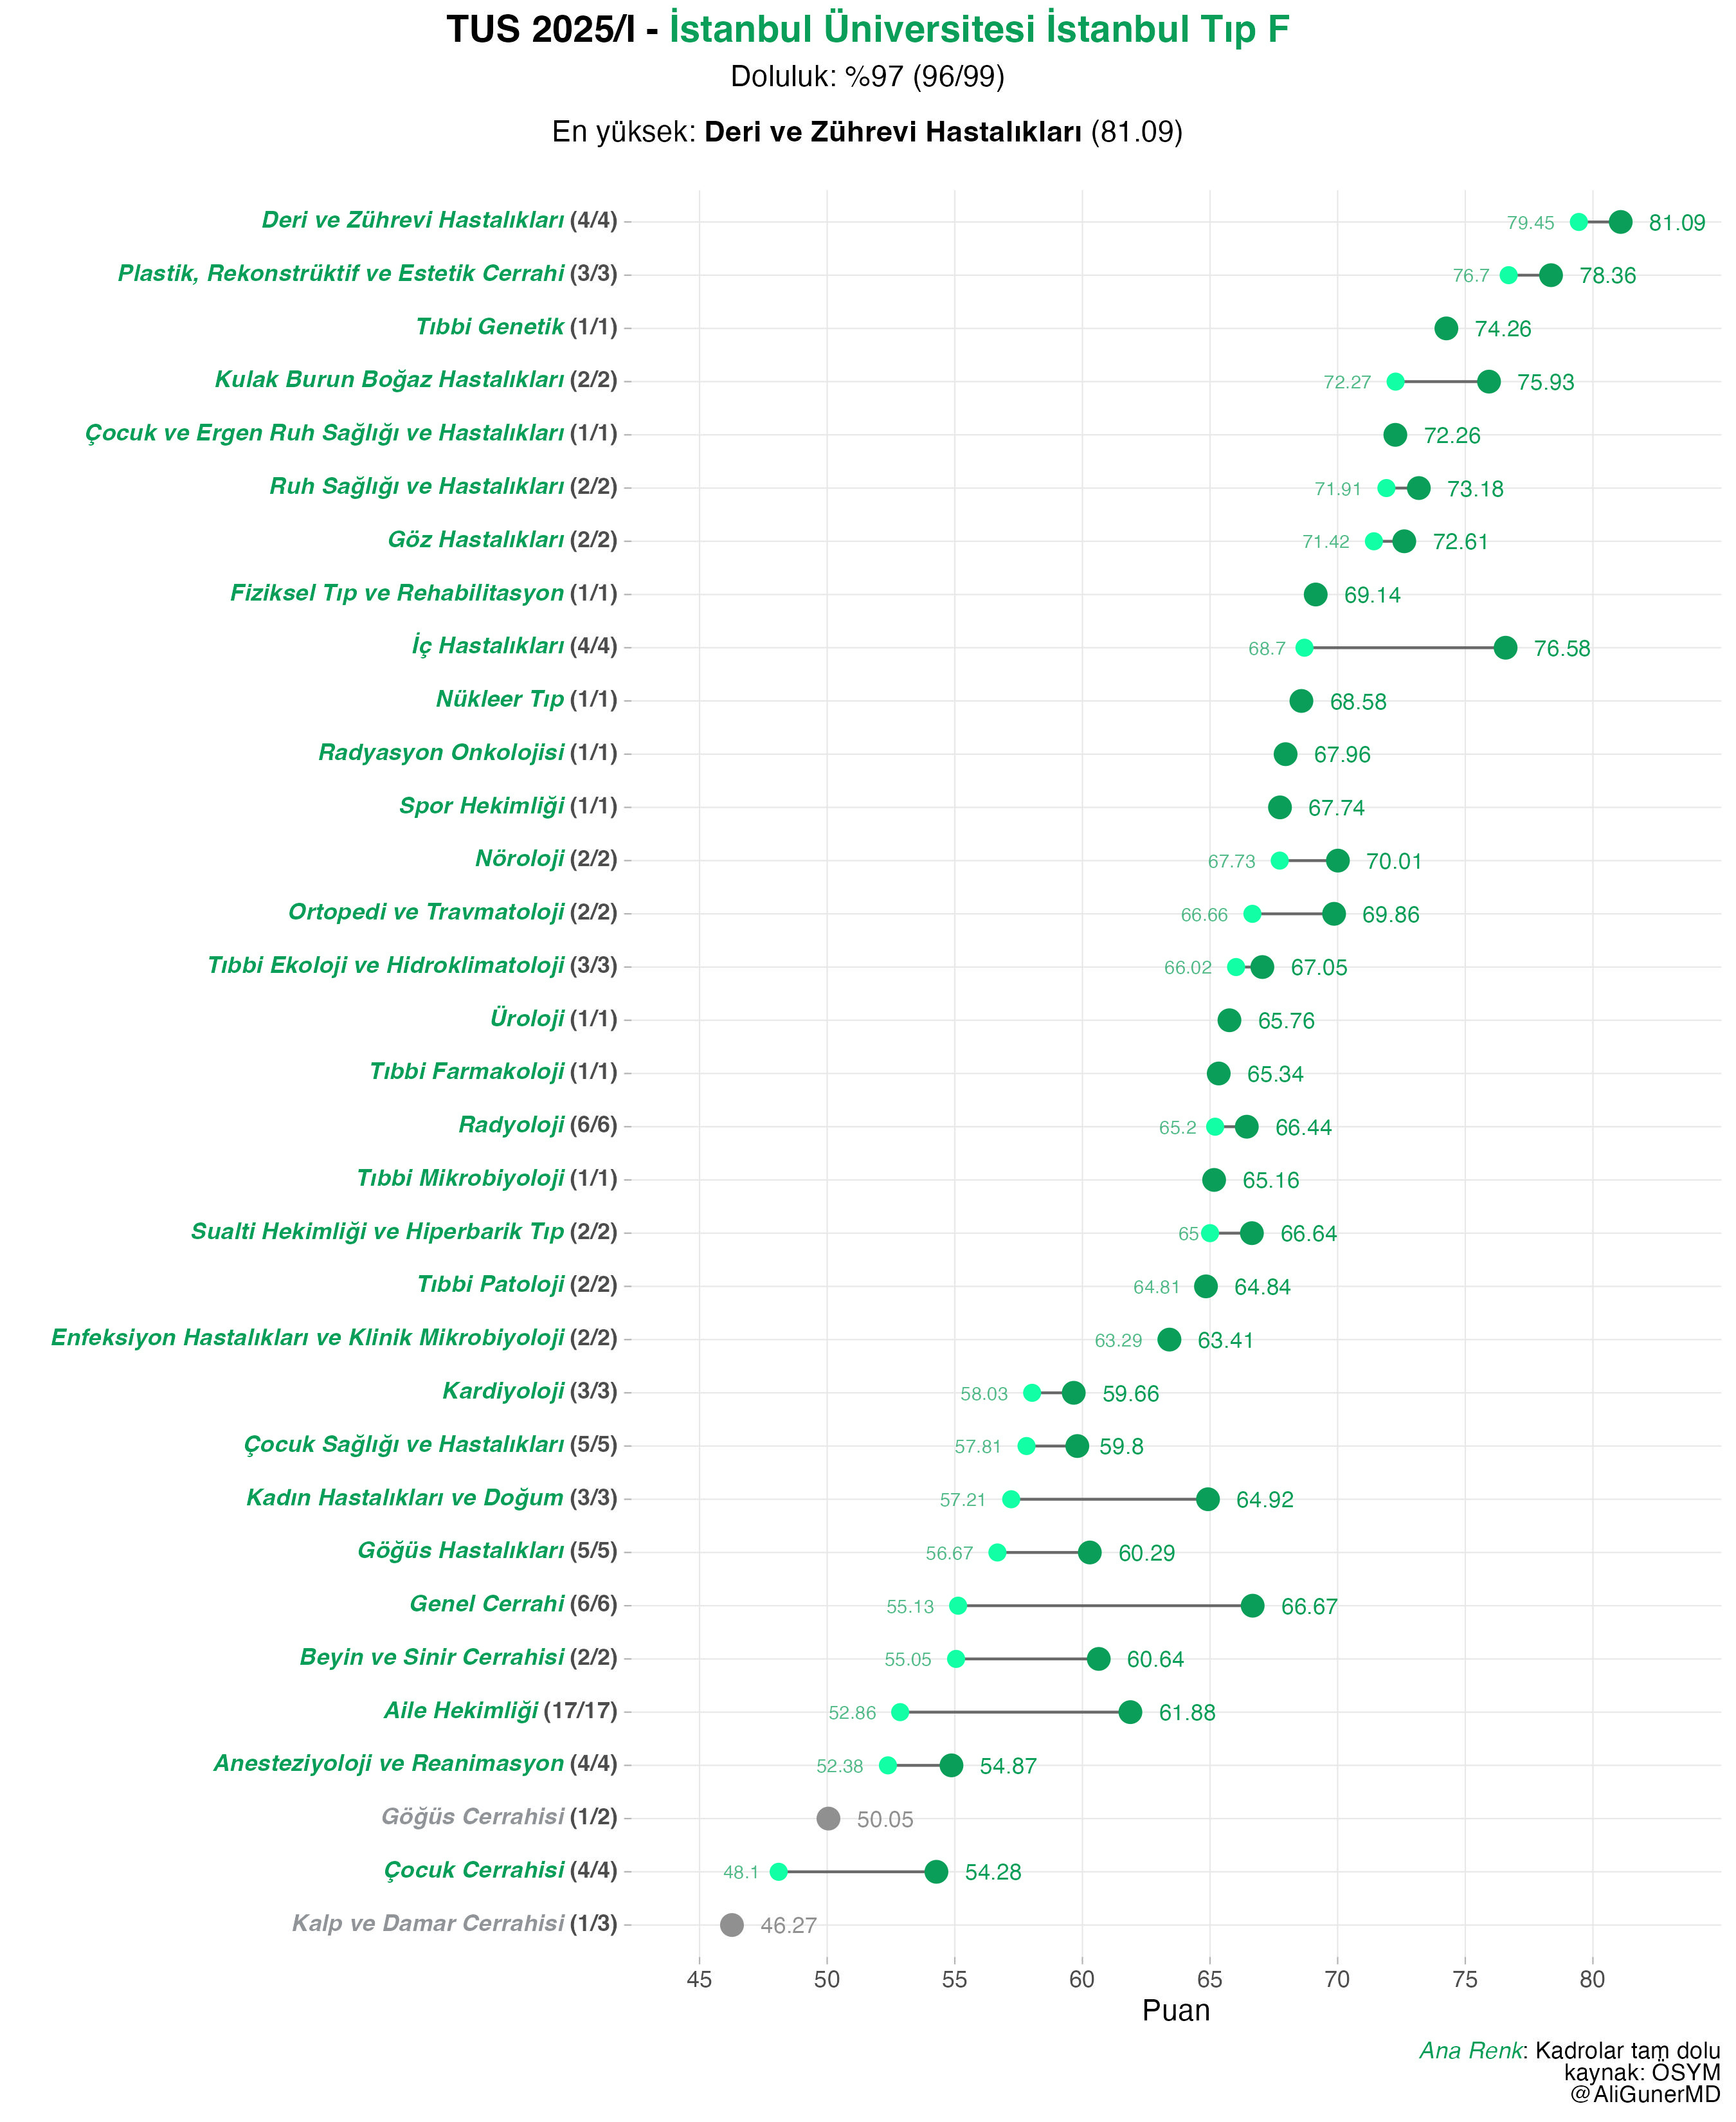 TUS 2025/I - İstanbul Üniversitesi İstanbul Tıp F
Doluluk: %97 (96/99)
En yüksek: Deri ve Zührevi Hastalıkları (81.09)
Deri ve Zührevi Hastalıkları (4/4) 79.45 81.09
Plastik, Rekonstrüktif ve Estetik Cerrahi (3/3) 76.7 78.36
Tıbbi Genetik (1/1) 74.26
Kulak Burun Boğaz Hastalıkları (2/2) 72.27 75.93
Çocuk ve Ergen Ruh Sağlığı ve Hastalıkları (1/1) 72.26
Ruh Sağlığı ve Hastalıkları (2/2) 71.91 73.18
Göz Hastalıkları (2/2) 71.42 72.61
Fiziksel Tıp ve Rehabilitasyon (1/1) 69.14
İç Hastalıkları (4/4) 68.7 76.58
Nükleer Tıp (1/1) 68.58
Radyasyon Onkolojisi (1/1) 67.96
Spor Hekimliği (1/1) 67.74
Nöroloji (2/2) 67.73 70.01
Ortopedi ve Travmatoloji (2/2) 66.66 69.86
Tıbbi Ekoloji ve Hidroklimatoloji (3/3) 66.02 67.05
Üroloji (1/1) 65.76
Tıbbi Farmakoloji (1/1) 65.34
Radyoloji (6/6) 65.2 66.44
Tıbbi Mikrobiyoloji (1/1) 65.16
Sualti Hekimliği ve Hiperbarik Tıp (2/2) 65 66.64
Tıbbi Patoloji (2/2) 64.81 64.84
Enfeksiyon Hastalıkları ve Klinik Mikrobiyoloji (2/2) 63.29 63.41
Kardiyoloji (3/3) 58.03 59.66
Çocuk Sağlığı ve Hastalıkları (5/5) 57.81 59.8
Kadın Hastalıkları ve Doğum (3/3) 57.21 64.92
Göğüs Hastalıkları (5/5) 56.67 60.29
Genel Cerrahi (6/6) 55.13 66.67
Beyin ve Sinir Cerrahisi (2/2) 55.05 60.64
Aile Hekimliği (17/17) 52.86 61.88
Anesteziyoloji ve Reanimasyon (4/4) 52.38 54.87
Göğüs Cerrahisi (1/2) 50.05
Çocuk Cerrahisi (4/4) 48.1 54.28
Kalp ve Damar Cerrahisi (1/3) 46.27
45 50 55 60 65 70 75 80
Puan
Ana Renk: Kadrolar tam dolu
kaynak: ÖSYM
@AliGunerMD